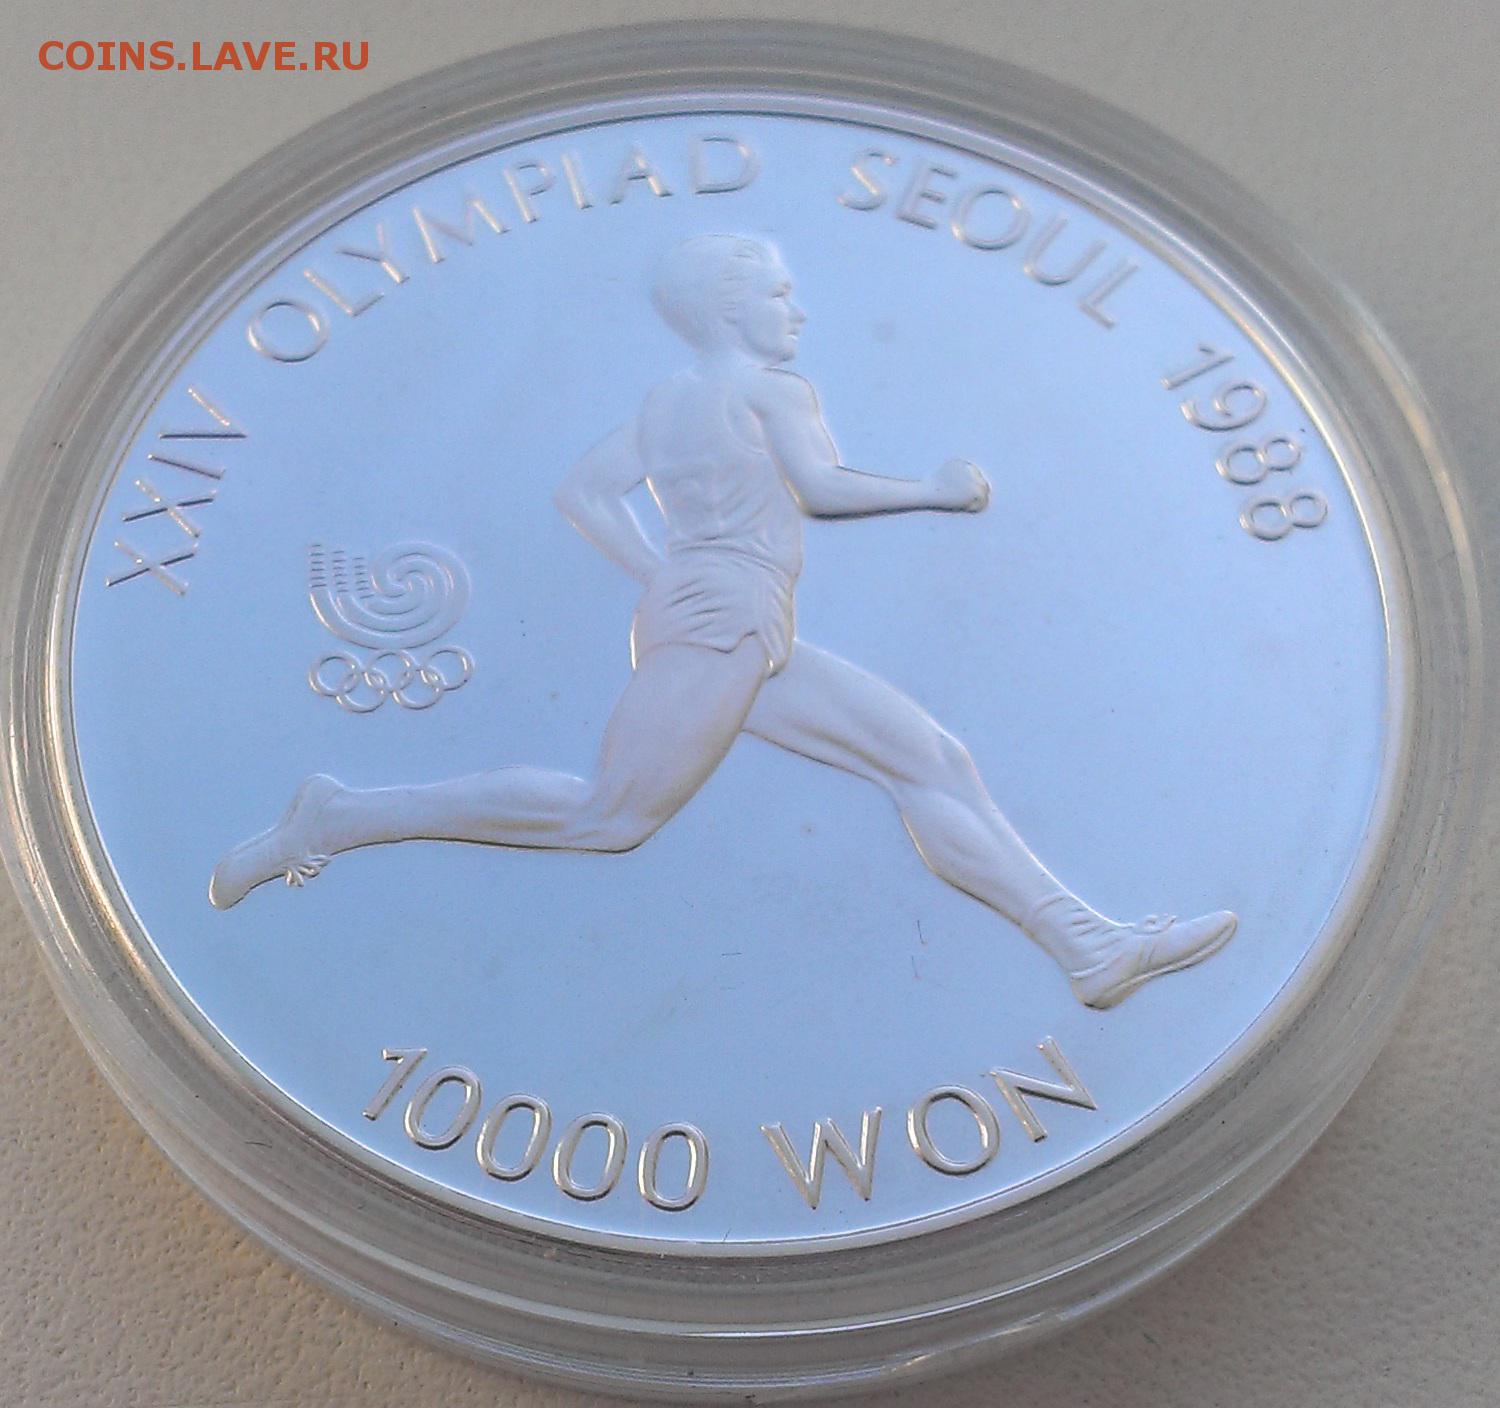 COINS.LAVE.RU
XXIV OLYMPIAD SEOUL 1988
10000 WON